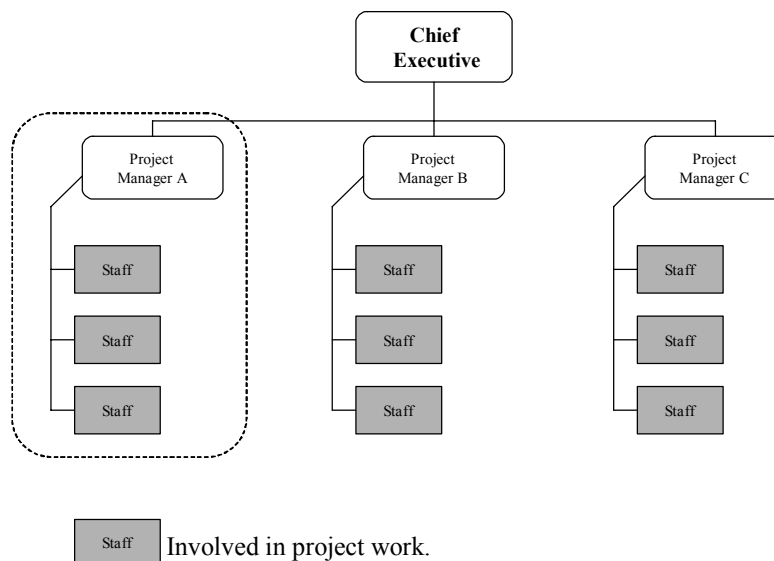 Chief
Executive
Project
Manager A
Project
Manager B
Project
Manager C
Staff
Staff
Staff
Staff
Staff
Staff
Staff
Staff
Staff
Staff
Involved in project work.